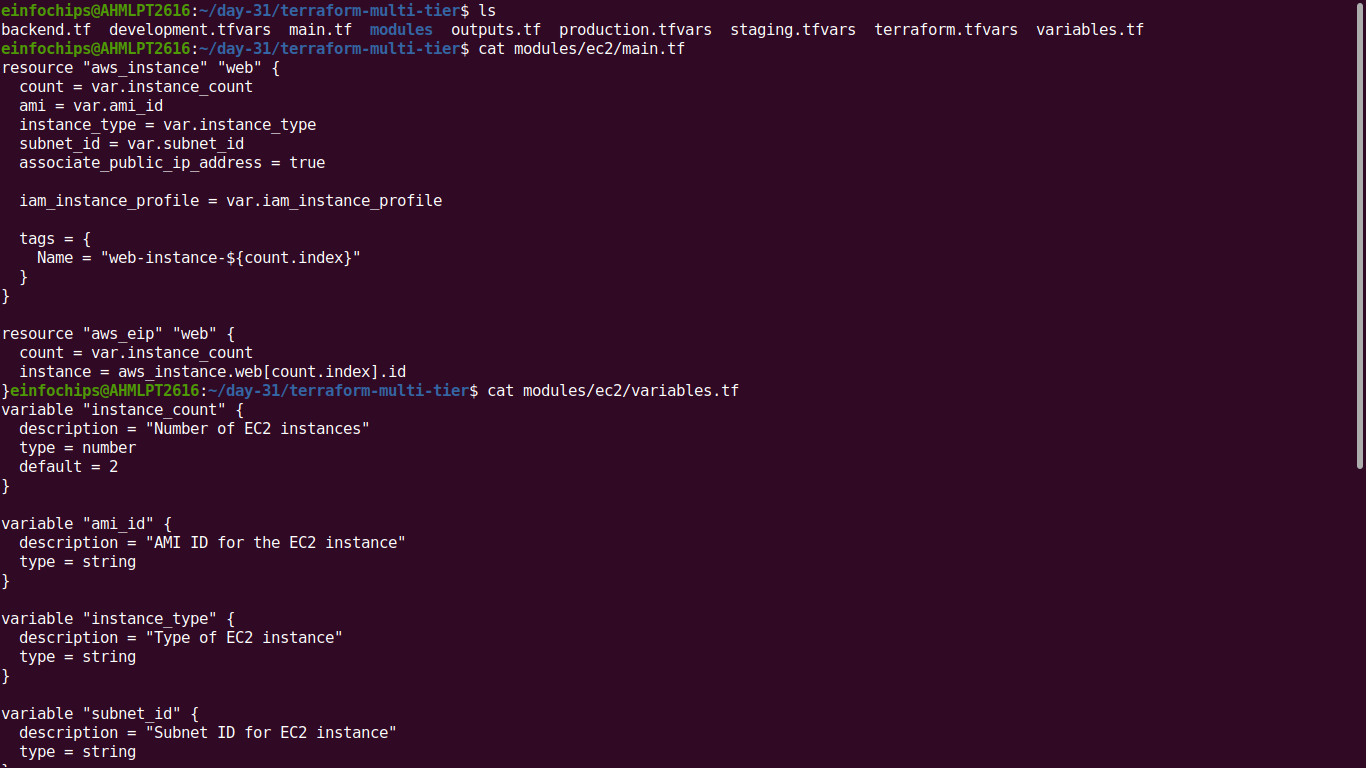 einfochips@AHMLPT2616:~/day-31/terraform-multi-tier$ ls
backend.tf  development.tfvars  main.tf  modules  outputs.tf  production.tfvars  staging.tfvars  terraform.tfvars  variables.tf
einfochips@AHMLPT2616:~/day-31/terraform-multi-tier$ cat modules/ec2/main.tf
resource "aws_instance" "web" {
  count = var.instance_count
  ami = var.ami_id
  instance_type = var.instance_type
  subnet_id = var.subnet_id
  associate_public_ip_address = true

  iam_instance_profile = var.iam_instance_profile

  tags = {
    Name = "web-instance-${count.index}"
  }
}

resource "aws_eip" "web" {
  count = var.instance_count
  instance = aws_instance.web[count.index].id
}einfochips@AHMLPT2616:~/day-31/terraform-multi-tier$ cat modules/ec2/variables.tf
variable "instance_count" {
  description = "Number of EC2 instances"
  type = number
  default = 2
}

variable "ami_id" {
  description = "AMI ID for the EC2 instance"
  type = string
}

variable "instance_type" {
  description = "Type of EC2 instance"
  type = string
}

variable "subnet_id" {
  description = "Subnet ID for EC2 instance"
  type = string